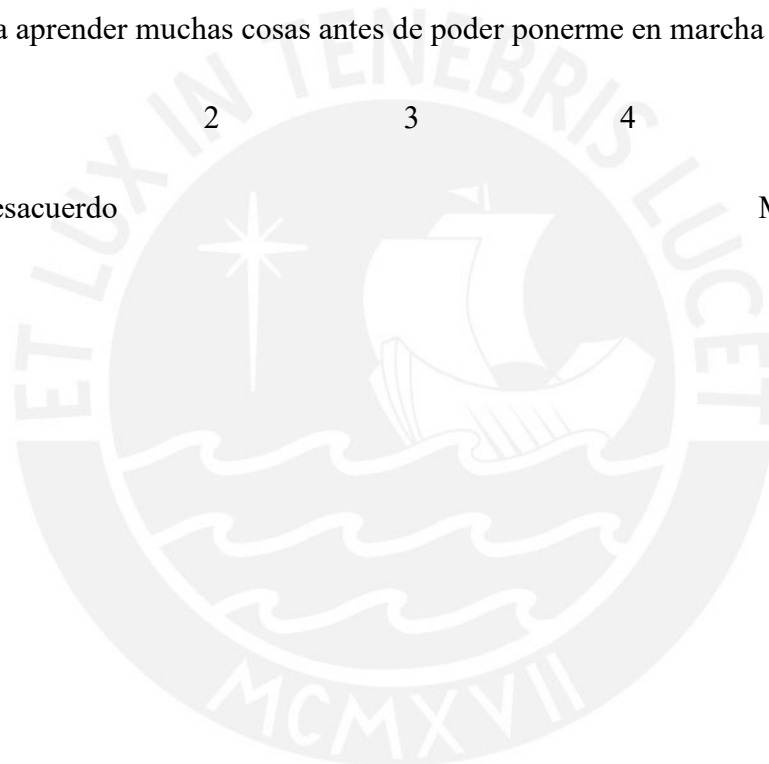 a aprender muchas cosas antes de poder ponerme en marcha
2 3 4
esacuerdo M
ET LUX IN TENEBRIS LUCET
MCMXVII